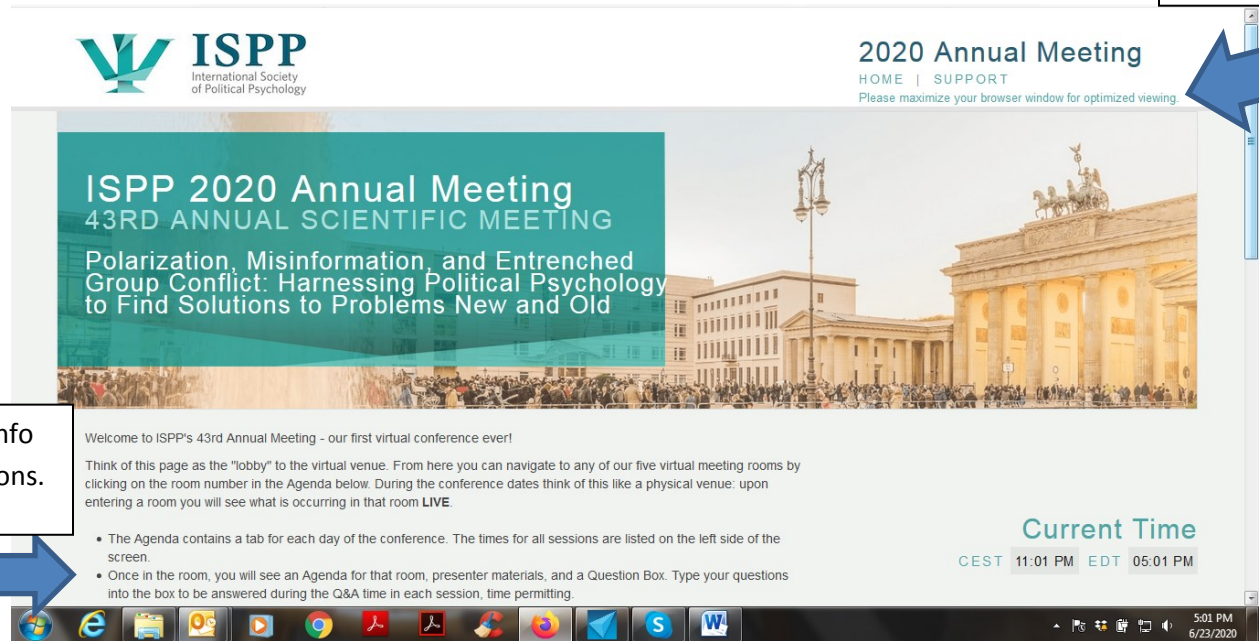 ISPP
International Society
of Political Psychology
2020 Annual Meeting
HOME | SUPPORT
Please maximize your browser window for optimized viewing.
ISPP 2020 Annual Meeting
43RD ANNUAL SCIENTIFIC MEETING
Polarization, Misinformation, and Entrenched
Group Conflict: Harnessing Political Psychology
to Find Solutions to Problems New and Old
nfo
ons.
Welcome to ISPP's 43rd Annual Meeting - our first virtual conference ever!
Think of this page as the "lobby" to the virtual venue. From here you can navigate to any of our five virtual meeting rooms by
clicking on the room number in the Agenda below. During the conference dates think of this like a physical venue: upon
entering a room you will see what is occurring in that room LIVE.
• The Agenda contains a tab for each day of the conference. The times for all sessions are listed on the left side of the
screen.
• Once in the room, you will see an Agenda for that room, presenter materials, and a Question Box. Type your questions
into the box to be answered during the Q&A time in each session, time permitting.
Current Time
CEST 11:01 PM EDT 05:01 PM
5:01 PM
6/23/2020